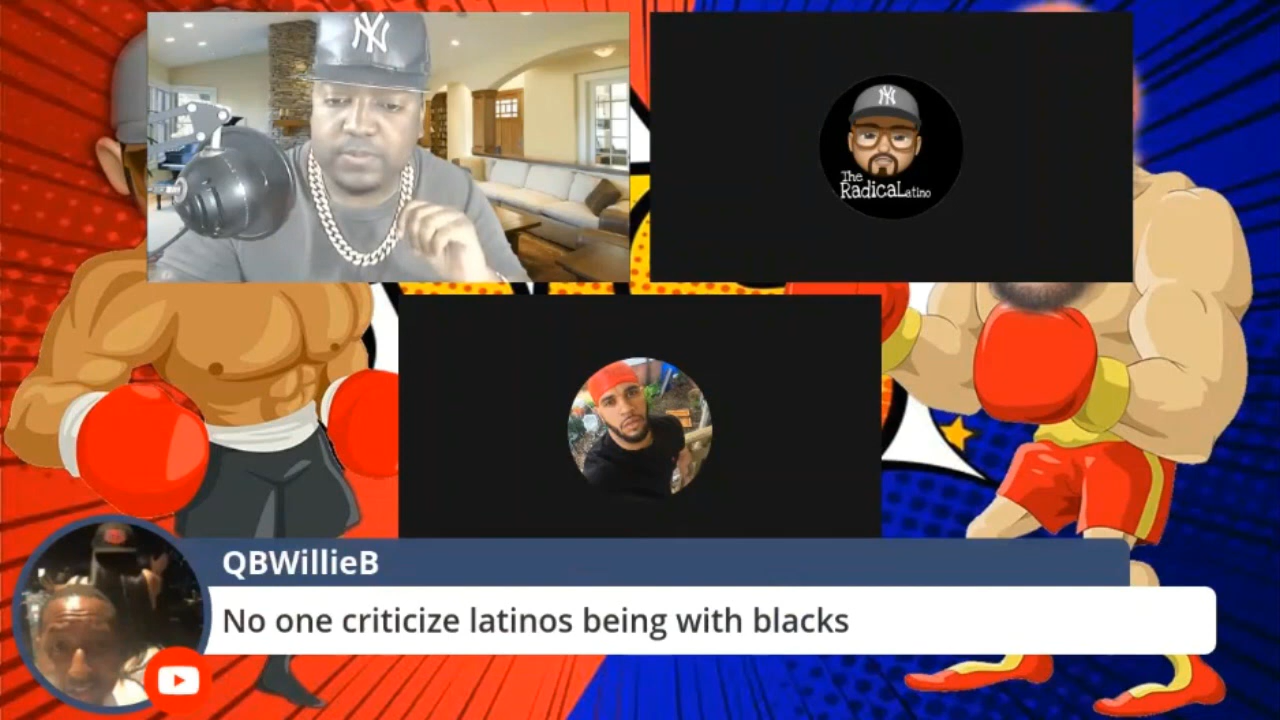 NY
NY
The
RadicaLatino
QBWillieB
No one criticize latinos being with blacks